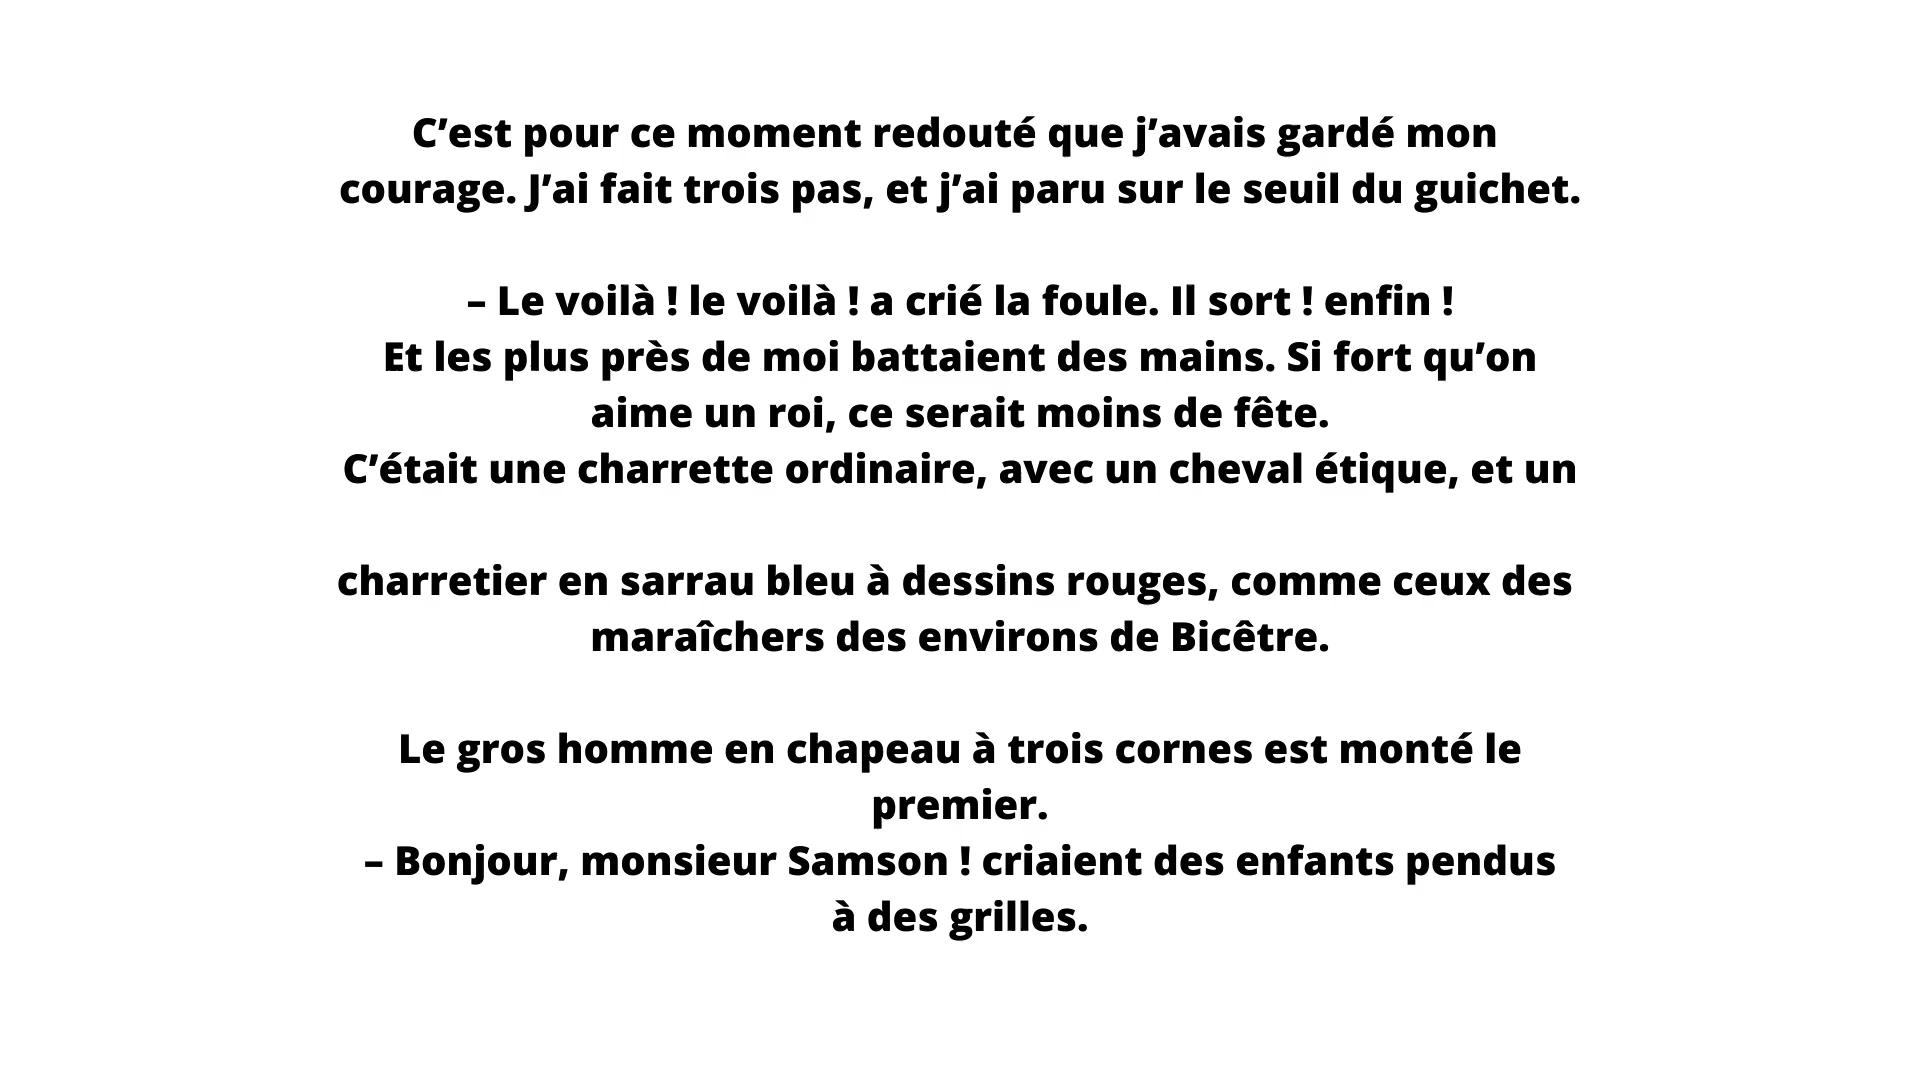 C’est pour ce moment redouté que j’avais gardé mon
courage. J’ai fait trois pas, et j’ai paru sur le seuil du guichet.
– Le voilà ! le voilà ! a crié la foule. Il sort ! enfin !
Et les plus près de moi battaient des mains. Si fort qu’on
aime un roi, ce serait moins de fête.
C’était une charrette ordinaire, avec un cheval étique, et un
charretier en sarrau bleu à dessins rouges, comme ceux des
maraîchers des environs de Bicêtre.
Le gros homme en chapeau à trois cornes est monté le
premier.
– Bonjour, monsieur Samson ! criaient des enfants pendus
à des grilles.